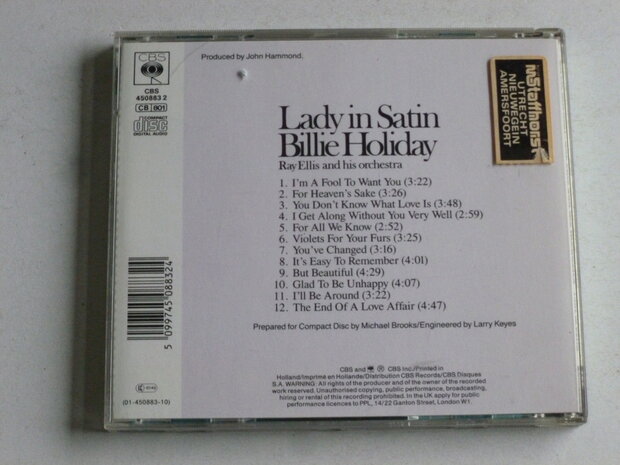 CBS
CBS
450883 2
CB 801
COMPACT
disc
DIGITAL AUDIO
Produced by John Hammond.
Staffhorst
UTRECHT
NIEUWEGEIN
AMERSFOORT
Lady in Satin
Billie Holiday
Ray Ellis and his orchestra
1. I'm A Fool To Want You (3:22)
2. For Heaven's Sake (3:26)
3. You Don't Know What Love Is (3:48)
4. I Get Along Without You Very Well (2:59)
5. For All We Know (2:52)
6. Violets For Your Furs (3:25)
7. You've Changed (3:16)
8. It's Easy To Remember (4:01)
9. But Beautiful (4:29)
10. Glad To Be Unhappy (4:07)
11. I'll Be Around (3:22)
12. The End Of A Love Affair (4:47)
Prepared for Compact Disc by Michael Brooks/Engineered by Larry Keyes
5 099745 088324
(01-450883-10)
CBS and ℗ CBS Inc./Printed in
Holland/Imprimé en Hollande/Distribution CBS Records/CBS Disques
S.A. WARNING: All rights of the producer and of the owner of the recorded
work reserved. Unauthorised copying, public performance, broadcasting,
hiring or rental of this recording prohibited. In the UK apply for public
performance licences to PPL, 14/22 Ganton Street, London W1.